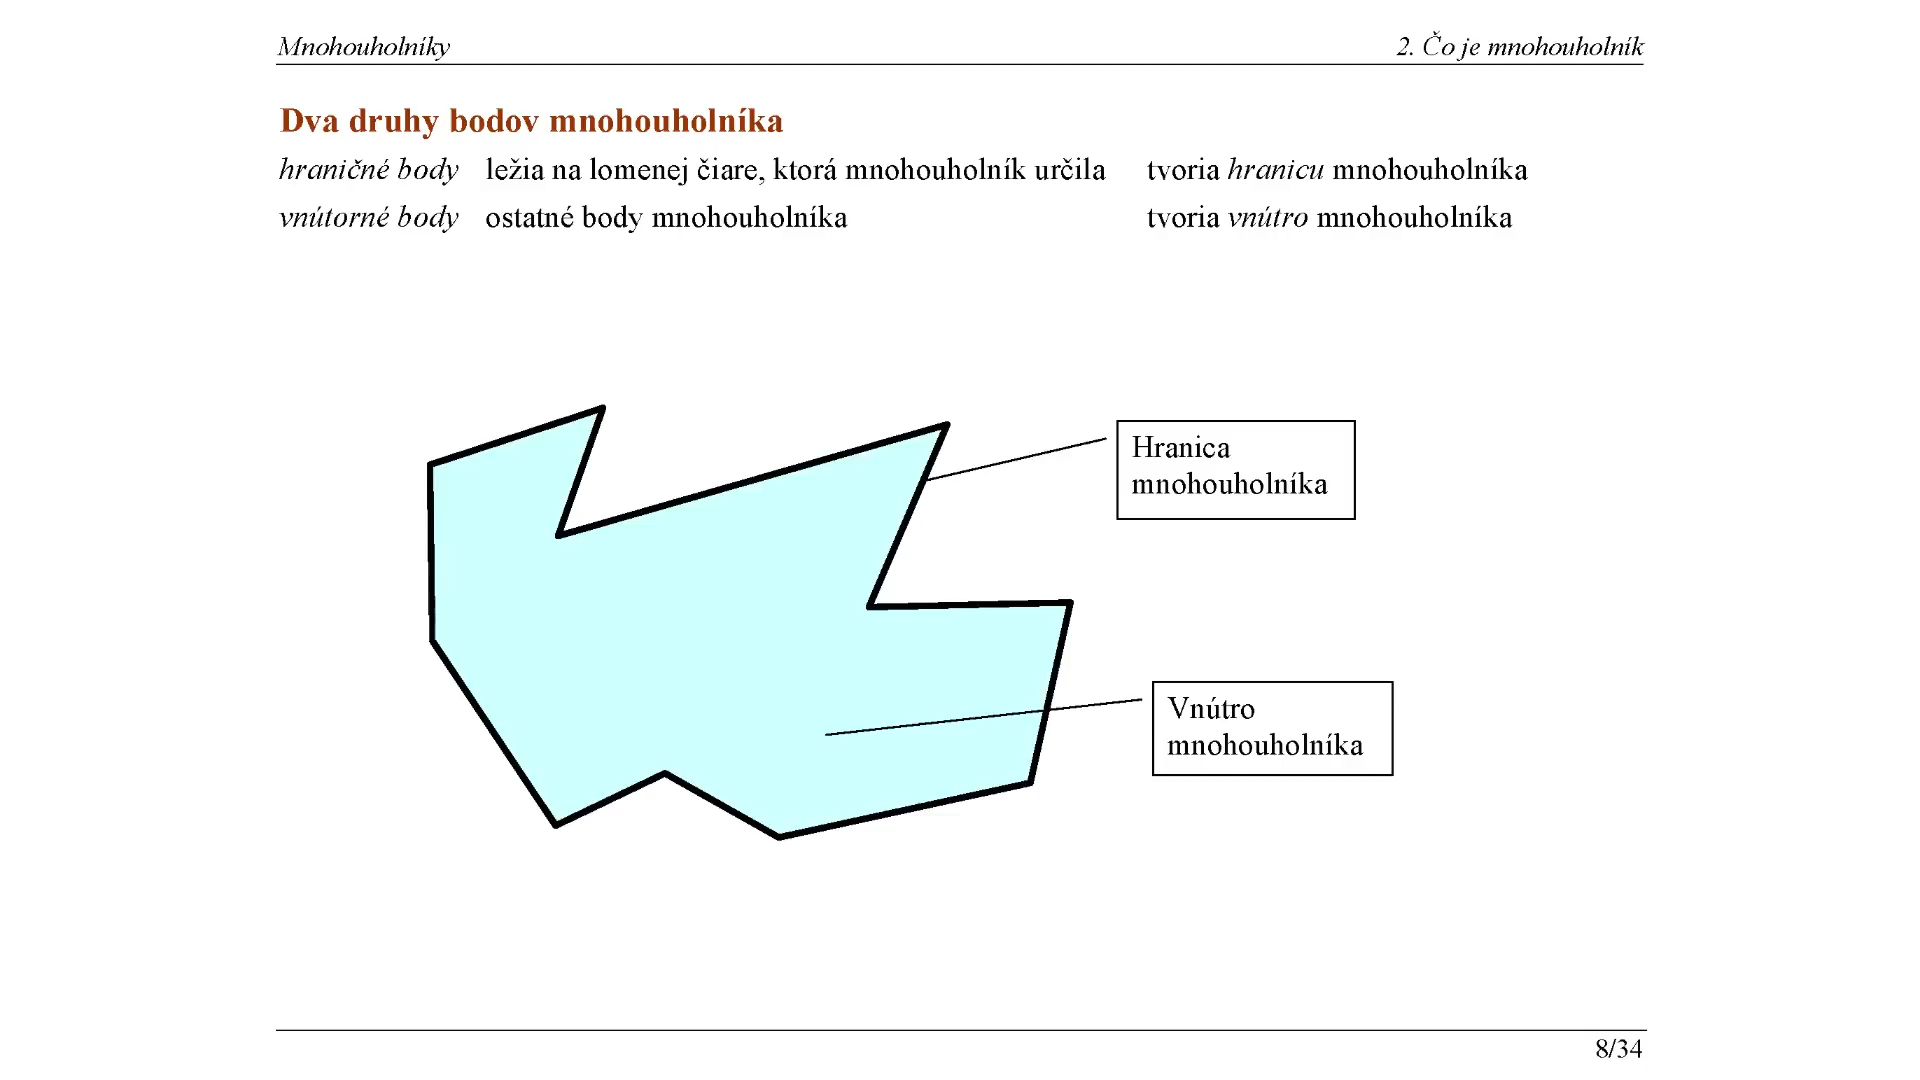 Mnohouholníky 2. Čo je mnohouholník
Dva druhy bodov mnohouholníka
hraničné body ležia na lomenej čiare, ktorá mnohouholník určila tvoria hranicu mnohouholníka
vnútorné body ostatné body mnohouholníka tvoria vnútro mnohouholníka
Hranica
mnohouholníka
Vnútro
mnohouholníka
8/34